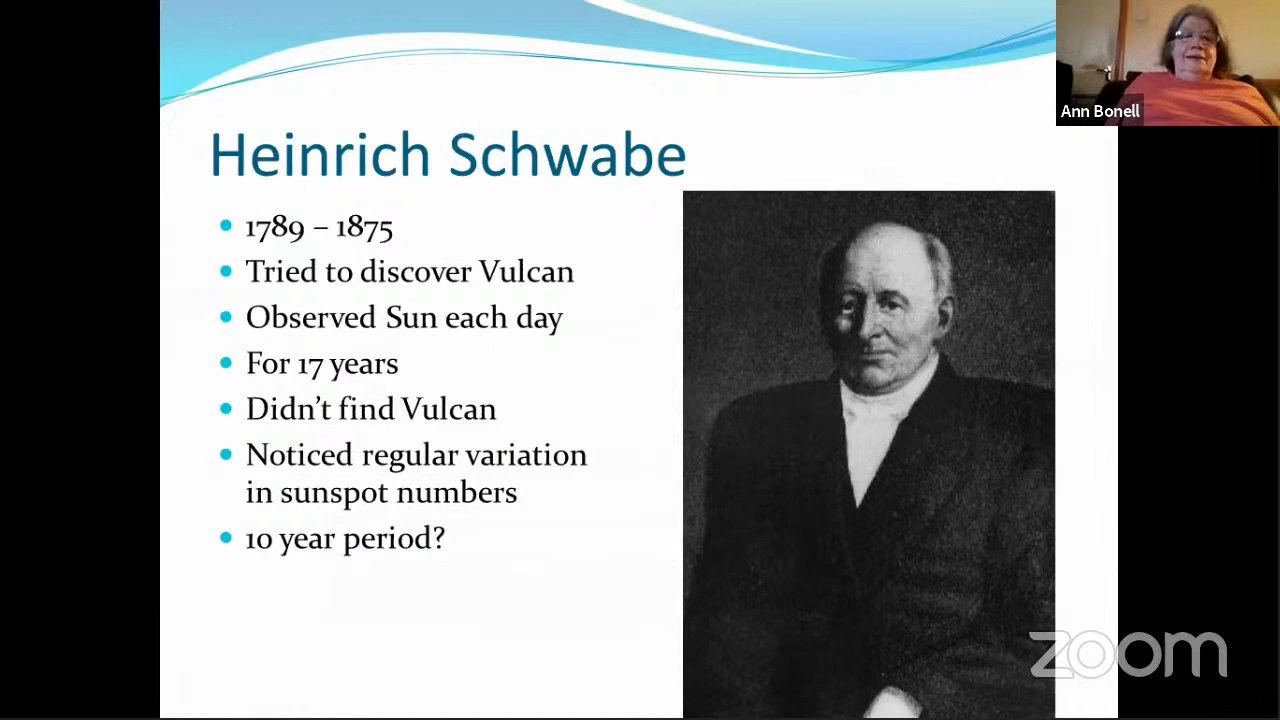 Ann Bonell
Heinrich Schwabe
1789 – 1875
Tried to discover Vulcan
Observed Sun each day
For 17 years
Didn't find Vulcan
Noticed regular variation
in sunspot numbers
10 year period?
zoom